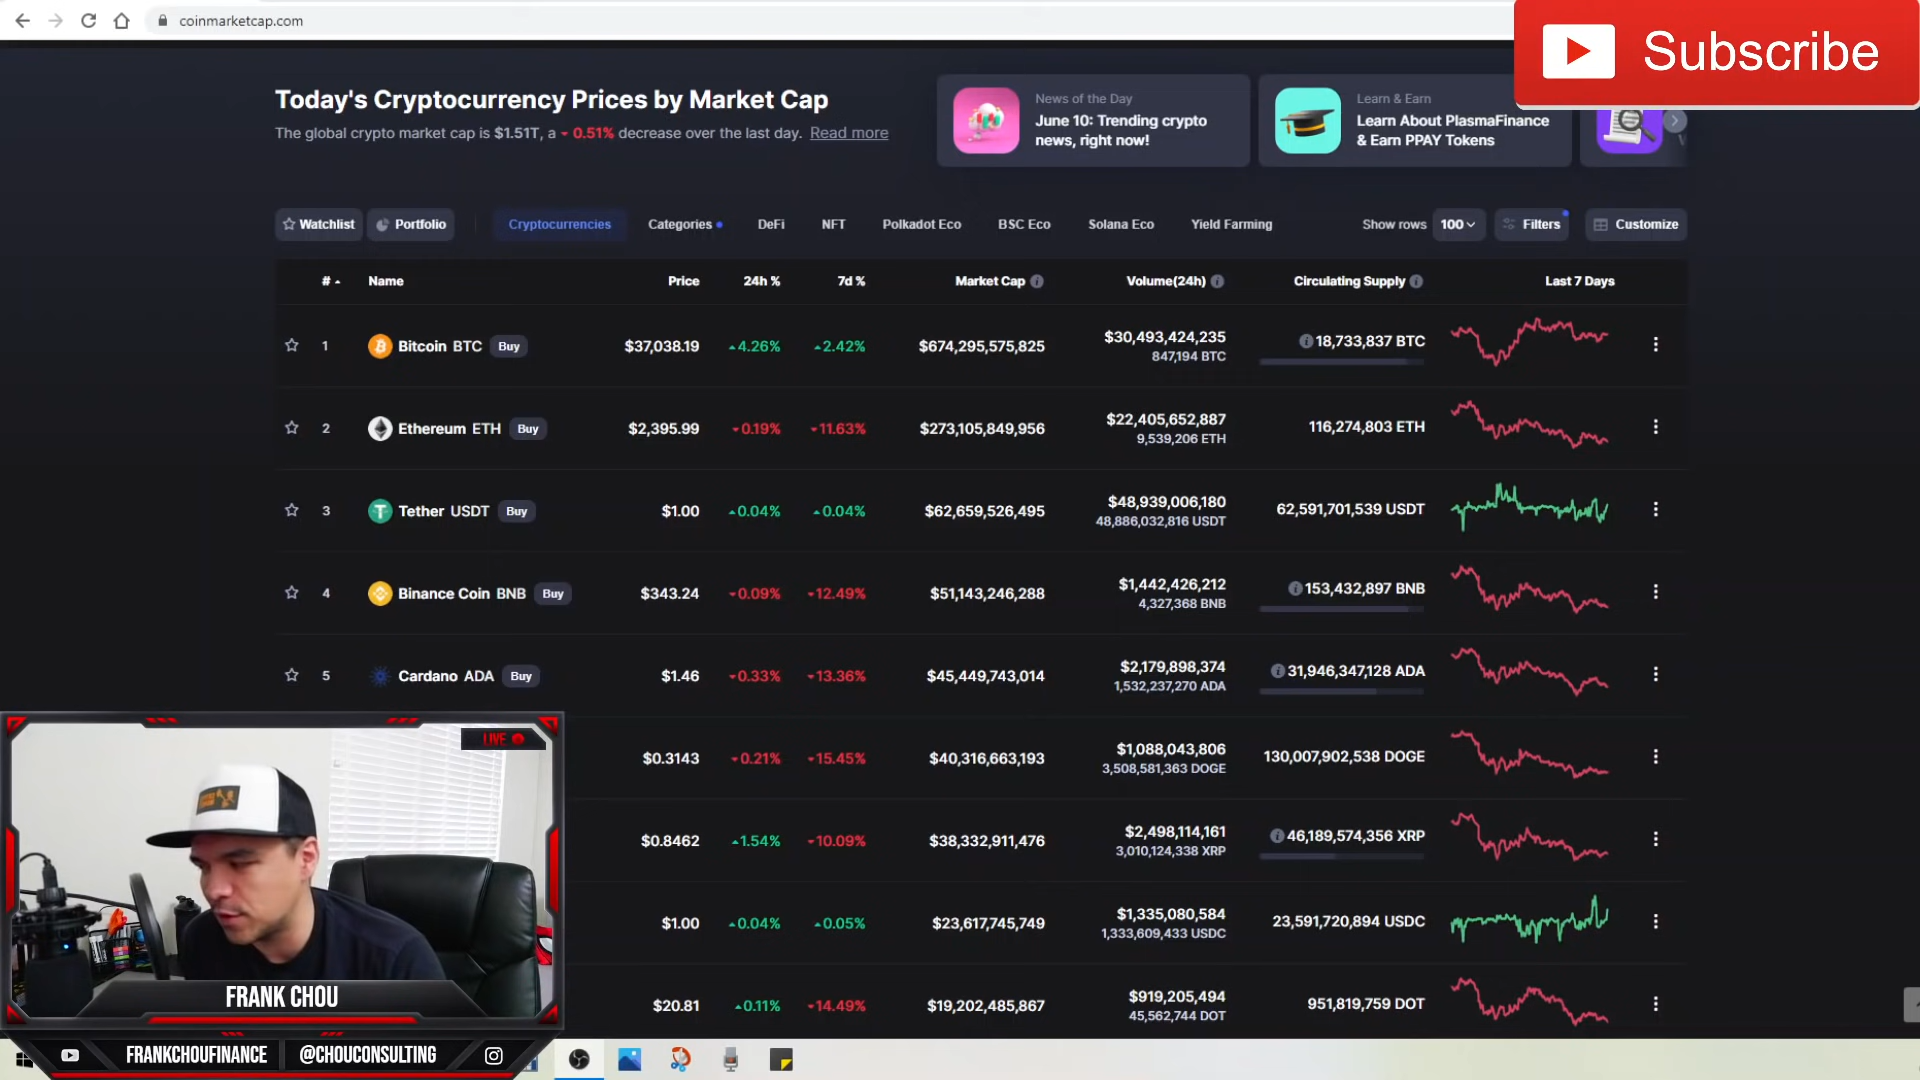 coinmarketcap.com
Subscribe
Today's Cryptocurrency Prices by Market Cap
The global crypto market cap is $1.51T, a 0.51% decrease over the last day. Read more
News of the Day
June 10: Trending crypto
news, right now!
Learn & Earn
Learn About PlasmaFinance
& Earn PPAY Tokens
Watchlist Portfolio Cryptocurrencies Categories DeFi NFT Polkadot Eco BSC Eco Solana Eco Yield Farming Show rows 100 Filters Customize
# Name Price 24h % 7d % Market Cap Volume(24h) Circulating Supply Last 7 Days
1 Bitcoin BTC Buy $37,038.19 4.26% 2.42% $674,295,575,825 $30,493,424,235 18,733,837 BTC
847,194 BTC
2 Ethereum ETH Buy $2,395.99 0.19% 11.63% $273,105,849,956 $22,405,652,887 116,274,803 ETH
9,539,206 ETH
3 Tether USDT Buy $1.00 0.04% 0.04% $62,659,526,495 $48,939,006,180 62,591,701,539 USDT
48,886,032,816 USDT
4 Binance Coin BNB Buy $343.24 0.09% 12.49% $51,143,246,288 $1,442,426,212 153,432,897 BNB
4,327,368 BNB
5 Cardano ADA Buy $1.46 0.33% 13.36% $45,449,743,014 $2,179,898,374 31,946,347,128 ADA
1,532,237,270 ADA
$0.3143 0.21% 15.45% $40,316,663,193 $1,088,043,806 130,007,902,538 DOGE
3,508,581,363 DOGE
$0.8462 1.54% 10.09% $38,332,911,476 $2,498,114,161 46,189,574,356 XRP
3,010,124,338 XRP
$1.00 0.04% 0.05% $23,617,745,749 $1,335,080,584 23,591,720,894 USDC
1,333,609,433 USDC
$20.81 0.11% 14.49% $19,202,485,867 $919,205,494 951,819,759 DOT
45,562,744 DOT
LIVE
FRANK CHOU
FRANKCHOUFINANCE @CHOUCONSULTING